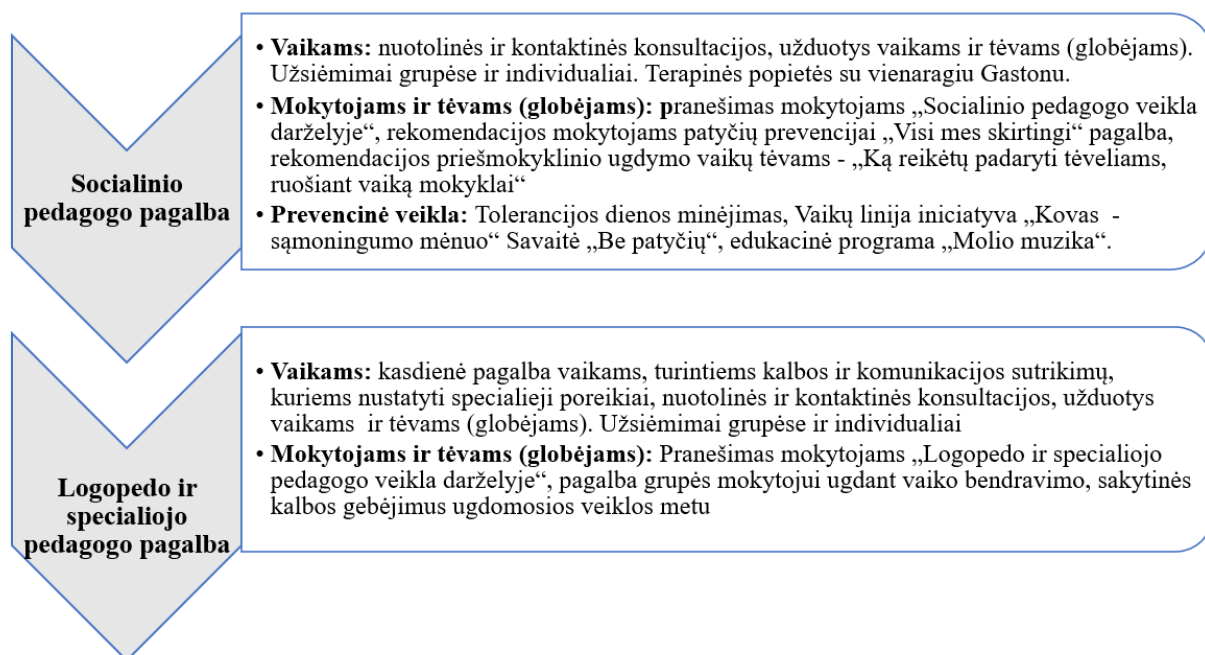 Socialinio
pedagogo pagalba
• Vaikams: nuotolinės ir kontaktinės konsultacijos, užduotys vaikams ir tėvams (globėjams).
Užsiėmimai grupėse ir individualiai. Terapinės popietės su vienaragiu Gastonu.
• Mokytojams ir tėvams (globėjams): pranešimas mokytojams „Socialinio pedagogo veikla
darželyje“, rekomendacijos mokytojams patyčių prevencijai „Visi mes skirtingi“ pagalba,
rekomendacijos priešmokyklinio ugdymo vaikų tėvams - „Ką reikėtų padaryti tėveliams,
ruošiant vaiką mokyklai“
• Prevencinė veikla: Tolerancijos dienos minėjimas, Vaikų linija iniciatyva „Kovas -
sąmoningumo mėnuo“ Savaitė „Be patyčių“, edukacinė programa „Molio muzika“.
Logopedo ir
specialiojo
pedagogo pagalba
• Vaikams: kasdienė pagalba vaikams, turintiems kalbos ir komunikacijos sutrikimų,
kuriems nustatyti specialieji poreikiai, nuotolinės ir kontaktinės konsultacijos, užduotys
vaikams ir tėvams (globėjams). Užsiėmimai grupėse ir individualiai
• Mokytojams ir tėvams (globėjams): Pranešimas mokytojams „Logopedo ir specialiojo
pedagogo veikla darželyje“, pagalba grupės mokytojui ugdant vaiko bendravimo, sakytinės
kalbos gebėjimus ugdomosios veiklos metu